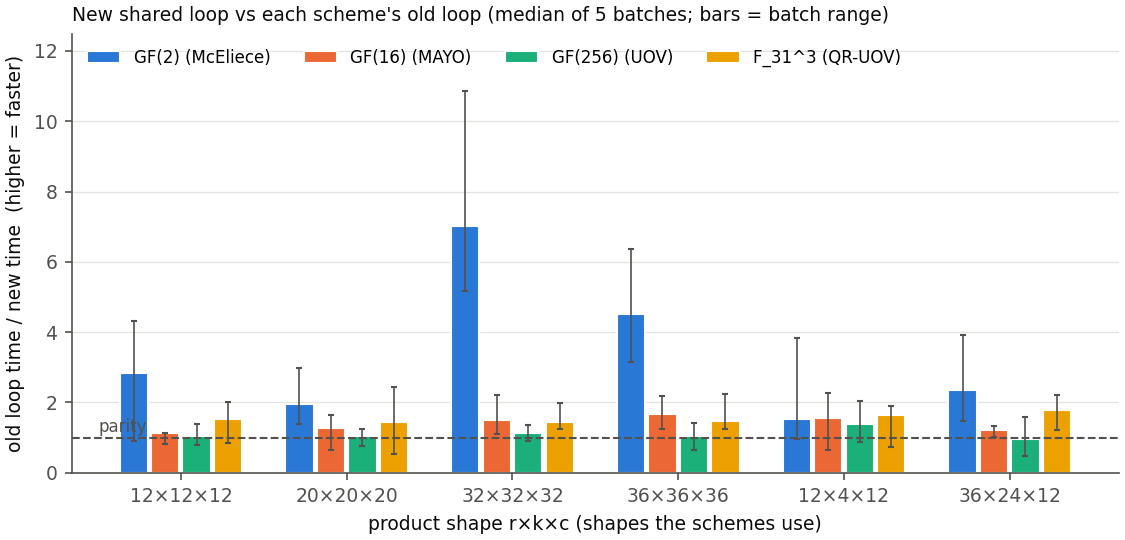 New shared loop vs each scheme's old loop (median of 5 batches; bars = batch range)
GF(2) (McEliece) GF(16) (MAYO) GF(256) (UOV) F_31^3 (QR-UOV)
old loop time / new time (higher = faster)
12
10
8
6
4
2
0
parity
12×12×12 20×20×20 32×32×32 36×36×36 12×4×12 36×24×12
product shape r×k×c (shapes the schemes use)